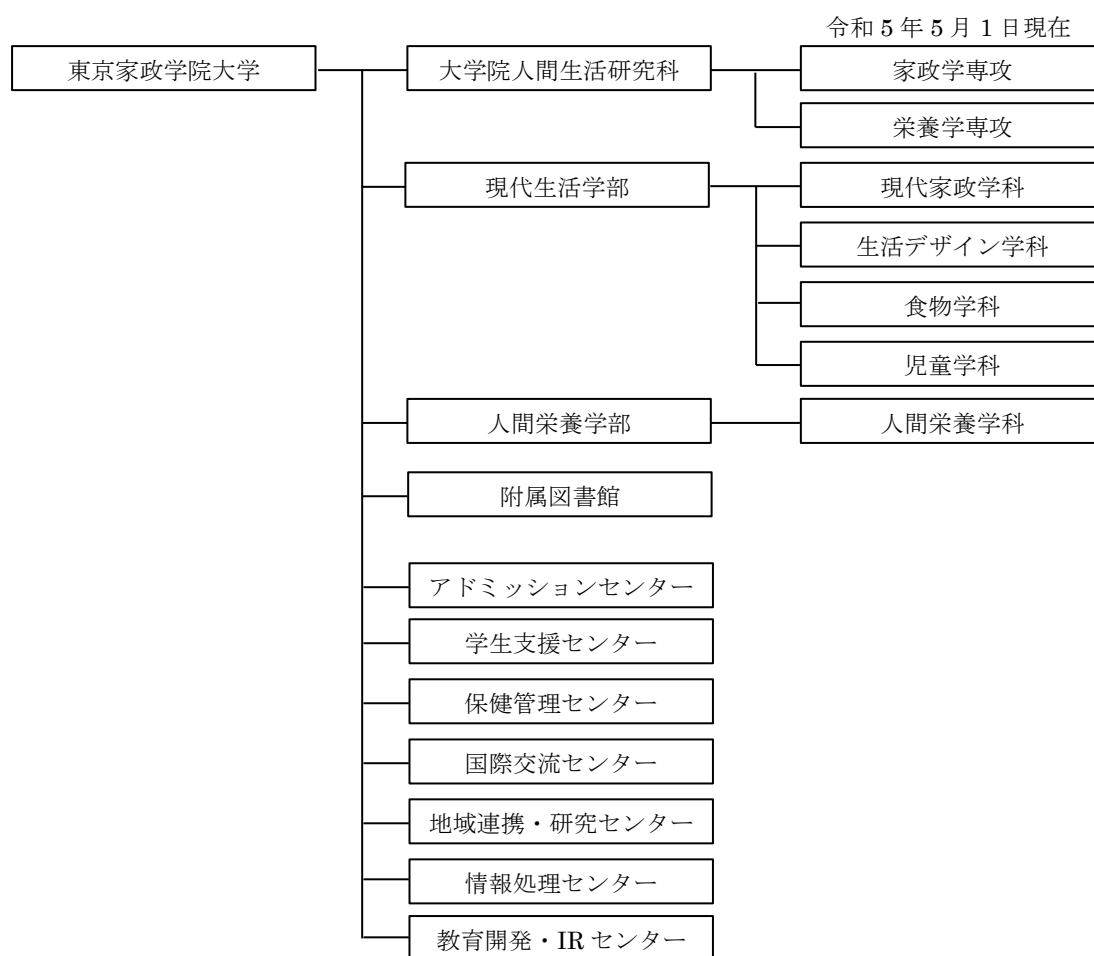 令和 5 年 5 月 1 日現在
東京家政学院大学
大学院人間生活研究科
家政学専攻
栄養学専攻
現代生活学部
現代家政学科
生活デザイン学科
食物学科
児童学科
人間栄養学部
人間栄養学科
附属図書館
アドミッションセンター
学生支援センター
保健管理センター
国際交流センター
地域連携・研究センター
情報処理センター
教育開発・IR センター